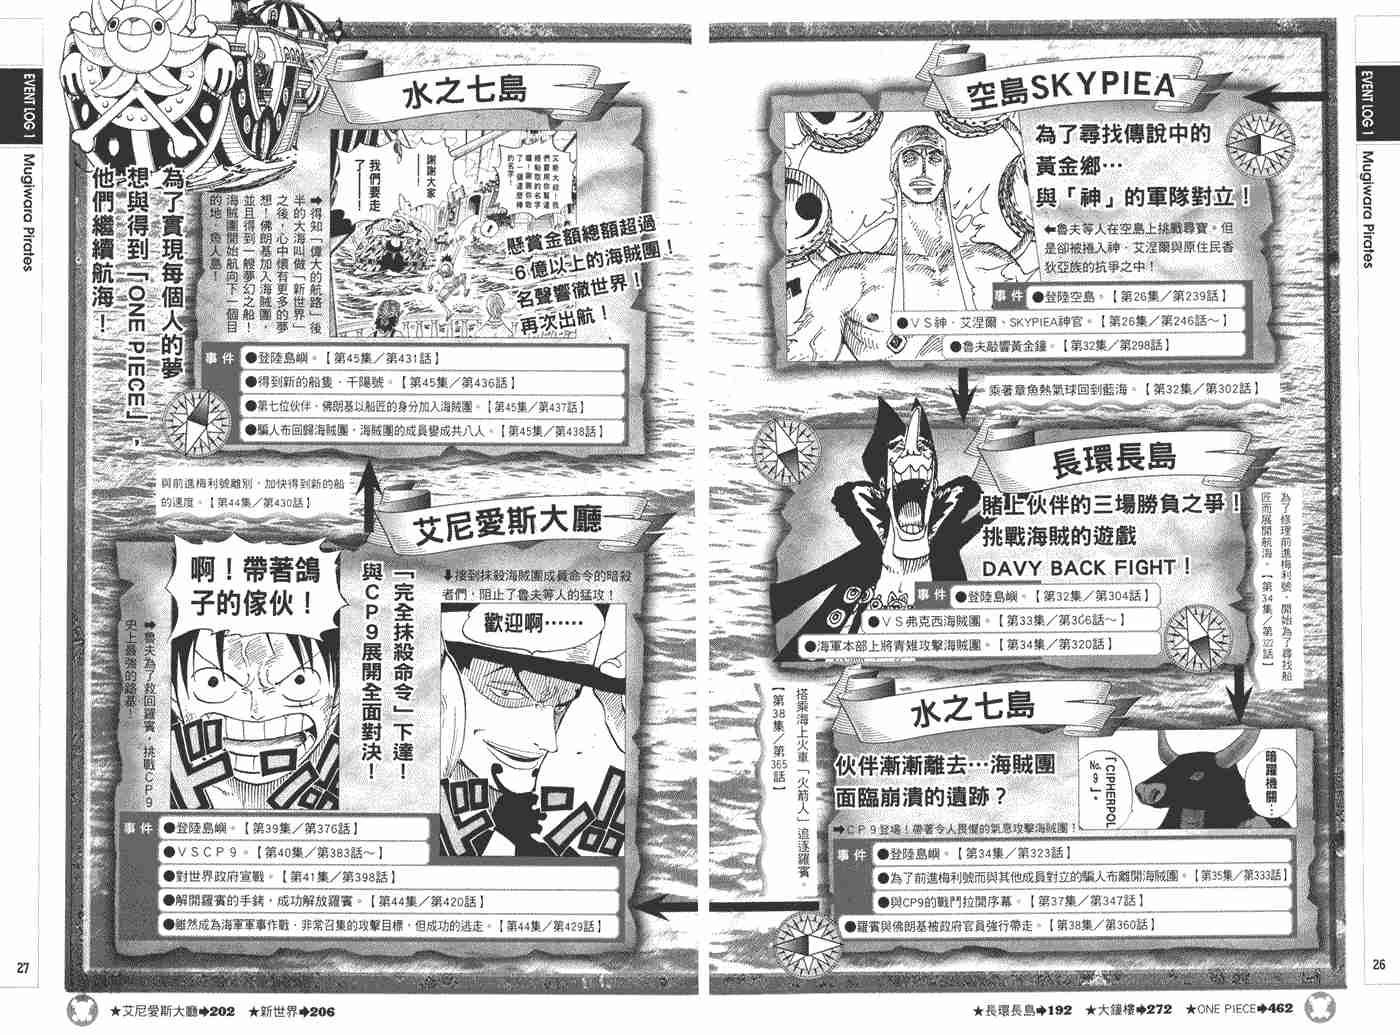 EVENT LOG 1
Mugiwara Pirates
空島SKYPIEA
為了尋找傳說中的
黃金鄉…
與「神」的軍隊對立！
⬅魯夫等人在空島上挑戰尋寶。但
是卻被捲入神．艾涅爾與原住民香
狄亞族的抗爭之中！
事件
●登陸空島。【第26集／第239話】
●ＶＳ神．艾涅爾、SKYPIEA神官。【第26集／第246話～】
●魯夫敲響黃金鐘。【第32集／第298話】
乘著章魚熱氣球回到藍海。【第32集／第302話】
長環長島
賭上伙伴的三場勝負之爭！
挑戰海賊的遊戲
DAVY BACK FIGHT！
事件
●登陸島嶼。【第32集／第304話】
●ＶＳ弗克西海賊團。【第33集／第306話～】
●海軍本部上將青雉攻擊海賊團。【第34集／第320話】
為了修理前進梅利號，開始為了尋找船
匠而展開航海。【第34集／第322話】
水之七島
伙伴漸漸離去…海賊團
面臨崩潰的遺跡？
暗躍機關…
「CIPHERPOL
No.9」。
➡ＣＰ９登場！帶著令人畏懼的氣息攻擊海賊團！
事件
●登陸島嶼。【第34集／第323話】
●為了前進梅利號而與其他成員對立的騙人布離開海賊團。【第35集／第333話】
●與CP9的戰鬥拉開序幕。【第37集／第347話】
●羅賓與佛朗基被政府官員強行帶走。【第38集／第360話】
搭乘海上火車「火箭人」追逐羅賓。
【第38集／第365話】
26
★長環長島➡192　★大鐘樓➡272　★ONE PIECE➡462
水之七島
我們要走了——
謝謝大家
懸賞金額總額超過
6億以上的海賊團！
名聲響徹世界！
再次出航！
➡得知「偉大的航路」後
半的大海叫做「新世界」
之後，心中懷有更多的夢
想！佛朗基加入海賊團，
並且得到一艘夢幻之船！
海賊團開始航向下一個目
的地．魚人島！
為了實現每個人的夢
想與得到「ONE PIECE」，
他們繼續航海！
事件
●登陸島嶼。【第45集／第431話】
●得到新的船隻．千陽號。【第45集／第436話】
●第七位伙伴．佛朗基以船匠的身分加入海賊團。【第45集／第437話】
●騙人布回歸海賊團，海賊團的成員變成共八人。【第45集／第438話】
與前進梅利號離別，加快得到新的船
的速度。【第44集／第430話】
艾尼愛斯大廳
「完全抹殺命令」下達！
與CP9展開全面對決！
⬇接到抹殺海賊團成員命令的暗殺
者們，阻止了魯夫等人的猛攻！
歡迎啊……
啊！帶著鴿
子的傢伙！
➡魯夫為了救回羅賓，挑戰CP9
史上最強的路基！
事件
●登陸島嶼。【第39集／第376話】
●ＶＳＣＰ９。【第40集／第383話～】
●對世界政府宣戰。【第41集／第398話】
●解開羅賓的手銬，成功解放羅賓。【第44集／第420話】
●雖然成為海軍軍事作戰．非常召集的攻擊目標，但成功的逃走。【第44集／第429話】
EVENT LOG 1
Mugiwara Pirates
27
★艾尼愛斯大廳➡202　★新世界➡206